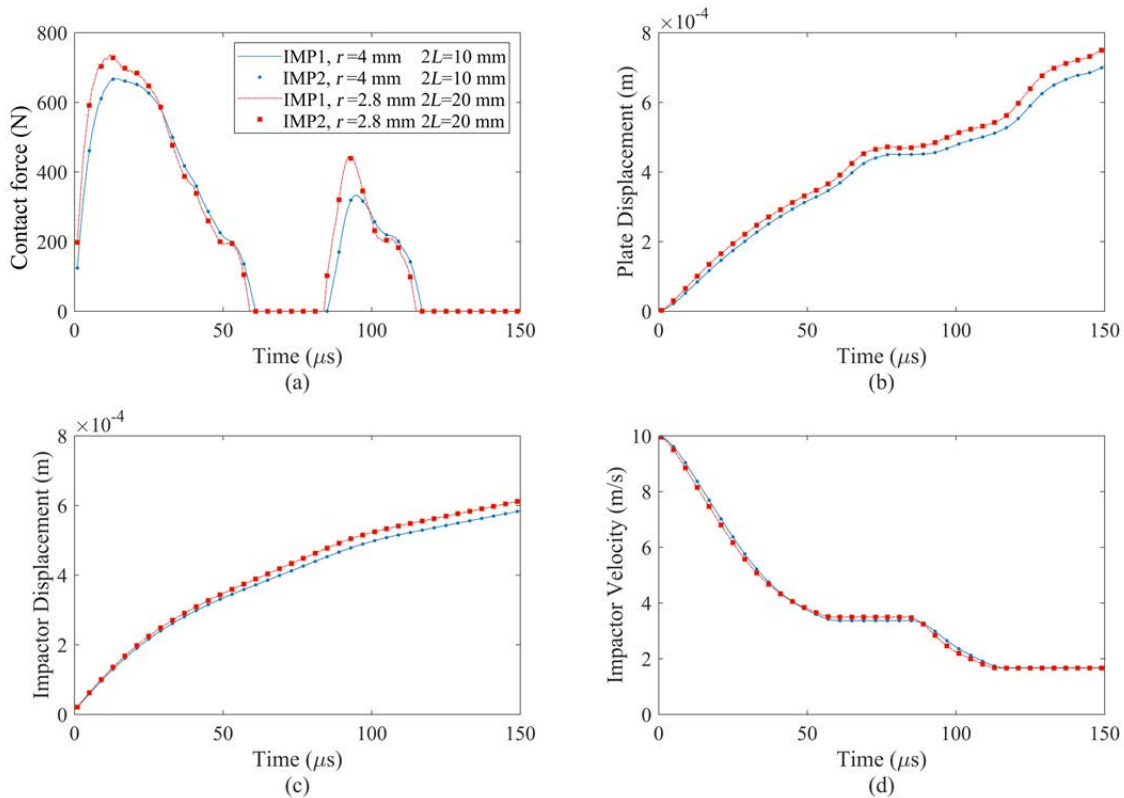 800
600
400
200
0
Contact force (N)
IMP1, r =4 mm 2L=10 mm
IMP2, r =4 mm 2L=10 mm
IMP1, r =2.8 mm 2L=20 mm
IMP2, r =2.8 mm 2L=20 mm
0 50 100 150
Time (μs)
(a)
×10⁻⁴
8
6
4
2
0
Plate Displacement (m)
0 50 100 150
Time (μs)
(b)
×10⁻⁴
8
6
4
2
0
Impactor Displacement (m)
0 50 100 150
Time (μs)
(c)
10
8
6
4
2
0
Impactor Velocity (m/s)
0 50 100 150
Time (μs)
(d)